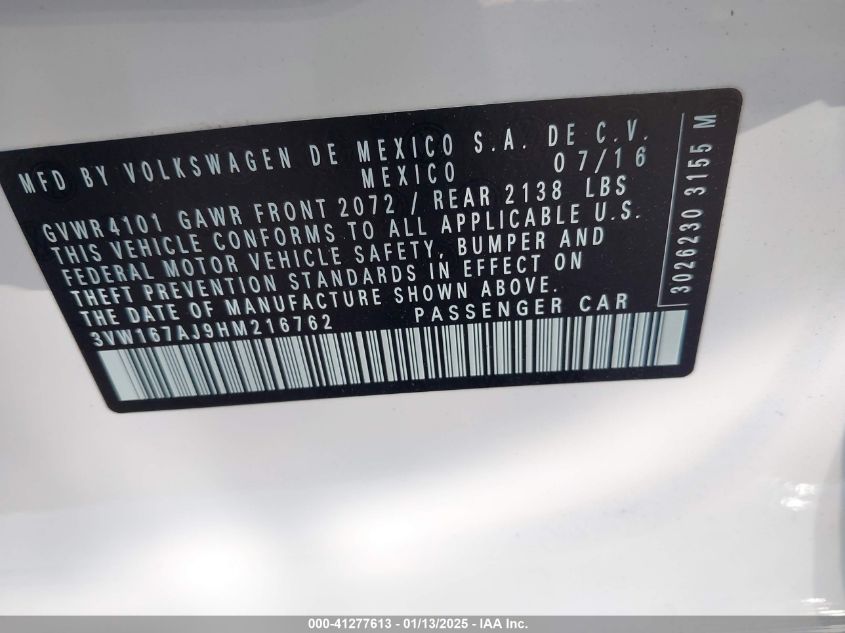 MFD BY VOLKSWAGEN DE MEXICO S.A. DE C.V.
MEXICO 07/16
GVWR4101 GAWR FRONT 2072 / REAR 2138 LBS
THIS VEHICLE CONFORMS TO ALL APPLICABLE U.S.
FEDERAL MOTOR VEHICLE SAFETY, BUMPER AND
THEFT PREVENTION STANDARDS IN EFFECT ON
THE DATE OF MANUFACTURE SHOWN ABOVE.
3VW167AJ9HM216762 PASSENGER CAR
3026230 3155 M
000-41277613 - 01/13/2025 - IAA Inc.